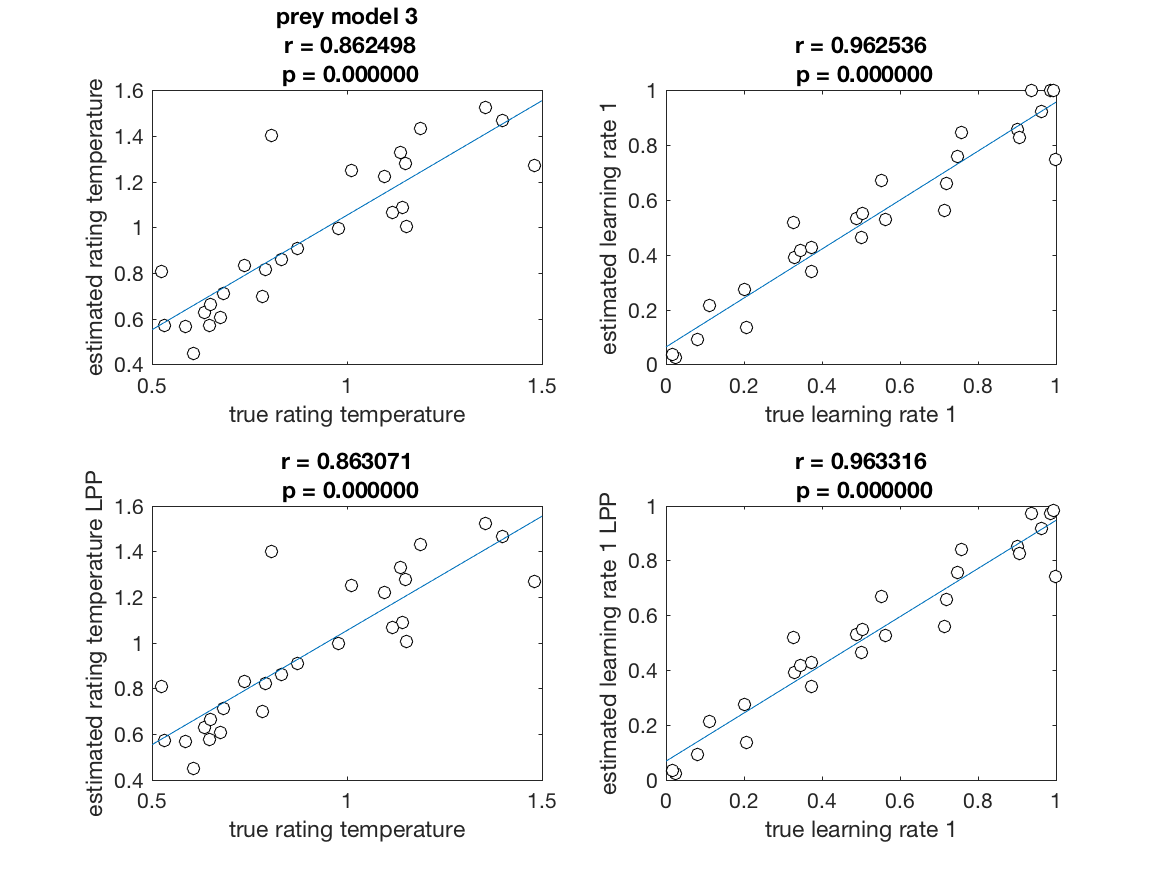 prey model 3
r = 0.862498
p = 0.000000
estimated rating temperature
1.6
1.4
1.2
1
0.8
0.6
0.4
0.5
1
1.5
true rating temperature
r = 0.962536
p = 0.000000
estimated learning rate 1
1
0.8
0.6
0.4
0.2
0
0
0.2
0.4
0.6
0.8
1
true learning rate 1
r = 0.863071
p = 0.000000
estimated rating temperature LPP
1.6
1.4
1.2
1
0.8
0.6
0.4
0.5
1
1.5
true rating temperature
r = 0.963316
p = 0.000000
estimated learning rate 1 LPP
1
0.8
0.6
0.4
0.2
0
0
0.2
0.4
0.6
0.8
1
true learning rate 1